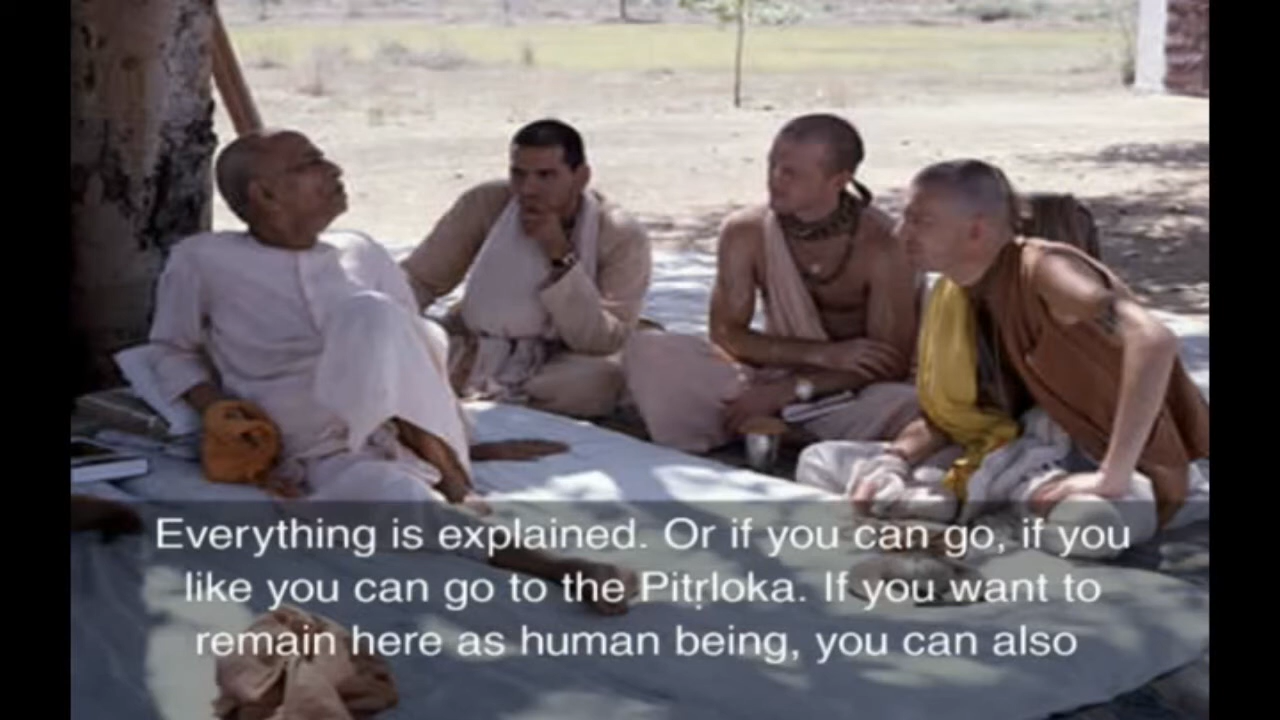 Everything is explained. Or if you can go, if you
like you can go to the Pitṛloka. If you want to
remain here as human being, you can also